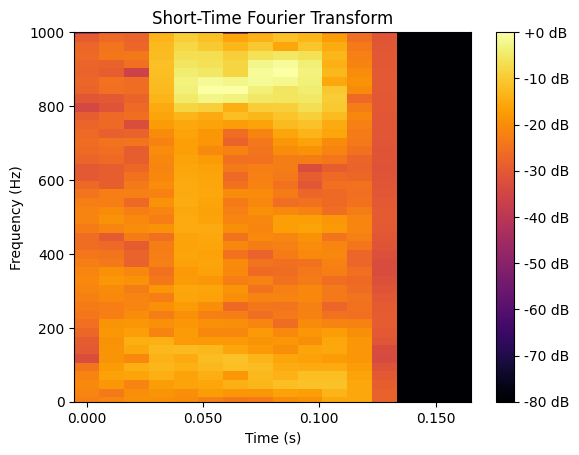 Short-Time Fourier Transform
1000
800
600
400
200
0
Frequency (Hz)
0.000
0.050
0.100
0.150
Time (s)
+0 dB
-10 dB
-20 dB
-30 dB
-40 dB
-50 dB
-60 dB
-70 dB
-80 dB